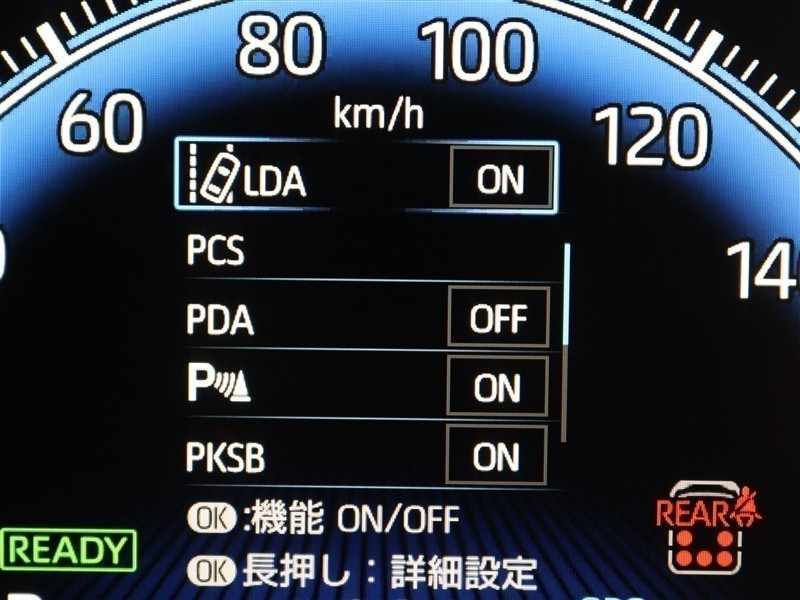 80 100
60 km/h 120
LDA ON
PCS
14
PDA OFF
P ON
PKSB ON
OK:機能 ON/OFF
REAR
READY
OK長押し：詳細設定